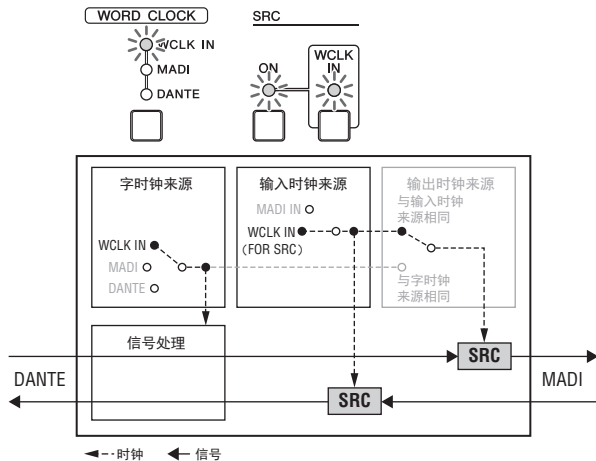 WORD CLOCK
WCLK IN
MADI
DANTE
SRC
ON
WCLK
IN
字时钟来源
WCLK IN
MADI
DANTE
输入时钟来源
MADI IN
WCLK IN
（FOR SRC）
输出时钟来源
与输入时钟
来源相同
与字时钟
来源相同
信号处理
SRC
SRC
DANTE
MADI
时钟
信号